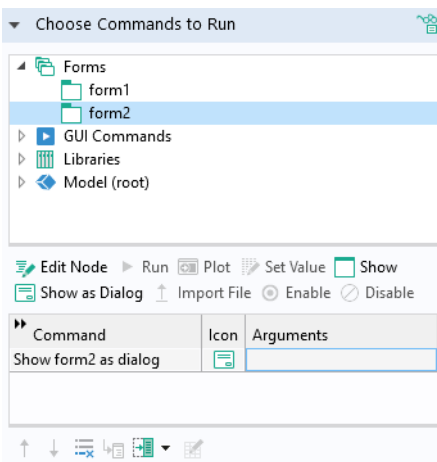 Choose Commands to Run
Forms
form1
form2
GUI Commands
Libraries
Model (root)
Edit Node Run Plot Set Value Show
Show as Dialog Import File Enable Disable
Command Icon Arguments
Show form2 as dialog